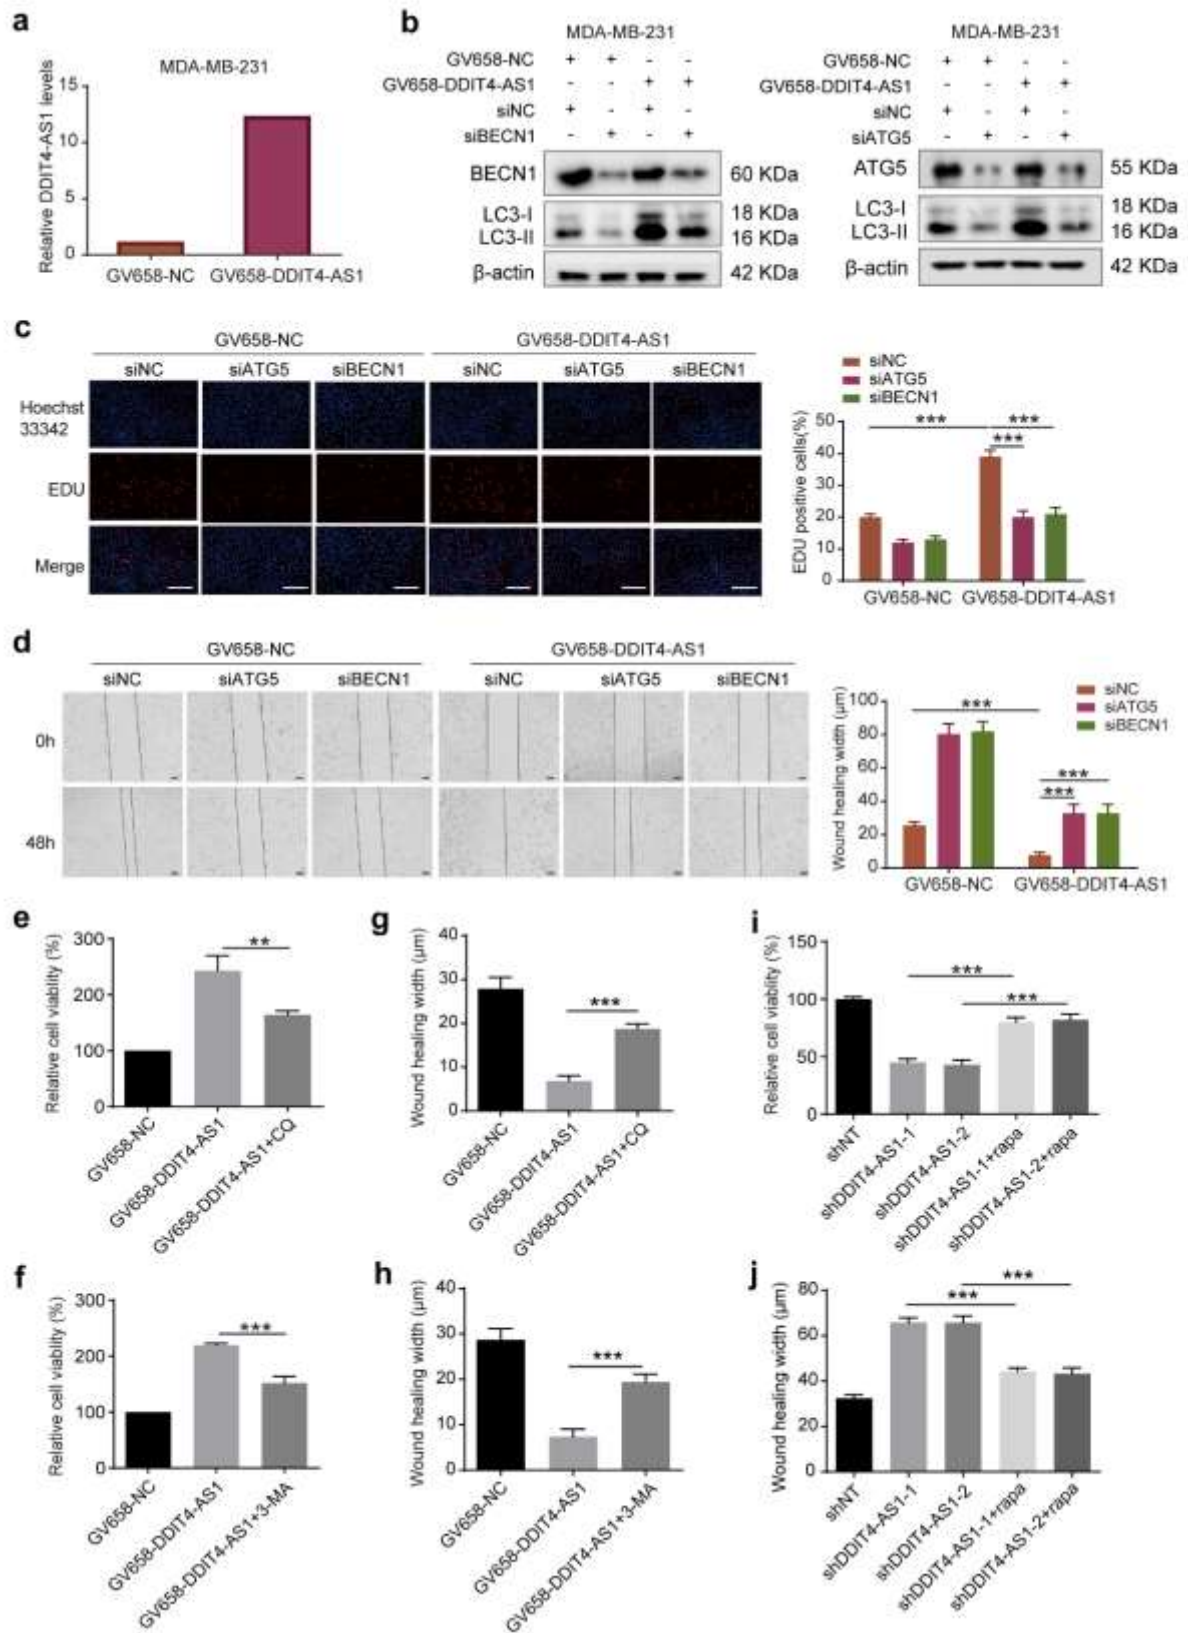 a
MDA-MB-231
Relative DDIT4-AS1 levels
15
10
5
0
GV658-NC GV658-DDIT4-AS1
b
MDA-MB-231
GV658-NC + + - -
GV658-DDIT4-AS1 - - + +
siNC + - + -
siBECN1 - + - +
BECN1 60 KDa
LC3-I 18 KDa
LC3-II 16 KDa
β-actin 42 KDa
MDA-MB-231
GV658-NC + + - -
GV658-DDIT4-AS1 - - + +
siNC + - + -
siATG5 - + - +
ATG5 55 KDa
LC3-I 18 KDa
LC3-II 16 KDa
β-actin 42 KDa
c
GV658-NC GV658-DDIT4-AS1
siNC siATG5 siBECN1 siNC siATG5 siBECN1
Hoechst
33342
EDU
Merge
siNC
siATG5
siBECN1
EDU positive cells(%)
50
40
30
20
10
0
*** ***
***
GV658-NC GV658-DDIT4-AS1
d
GV658-NC GV658-DDIT4-AS1
siNC siATG5 siBECN1 siNC siATG5 siBECN1
0h
48h
siNC
siATG5
siBECN1
Wound healing width (μm)
100
80
60
40
20
0
***
***
***
GV658-NC GV658-DDIT4-AS1
e
Relative cell viablity (%)
300
200
100
0
**
GV658-NC
GV658-DDIT4-AS1
GV658-DDIT4-AS1+CQ
g
Wound healing width (μm)
40
30
20
10
0
***
GV658-NC
GV658-DDIT4-AS1
GV658-DDIT4-AS1+CQ
i
Relative cell viablity (%)
150
100
50
0
***
***
shNT
shDDIT4-AS1-1
shDDIT4-AS1-2
shDDIT4-AS1-1+rapa
shDDIT4-AS1-2+rapa
f
Relative cell viablity (%)
300
200
100
0
***
GV658-NC
GV658-DDIT4-AS1
GV658-DDIT4-AS1+3-MA
h
Wound healing width (μm)
40
30
20
10
0
***
GV658-NC
GV658-DDIT4-AS1
GV658-DDIT4-AS1+3-MA
j
Wound healing width (μm)
80
60
40
20
0
***
***
shNT
shDDIT4-AS1-1
shDDIT4-AS1-2
shDDIT4-AS1-1+rapa
shDDIT4-AS1-2+rapa